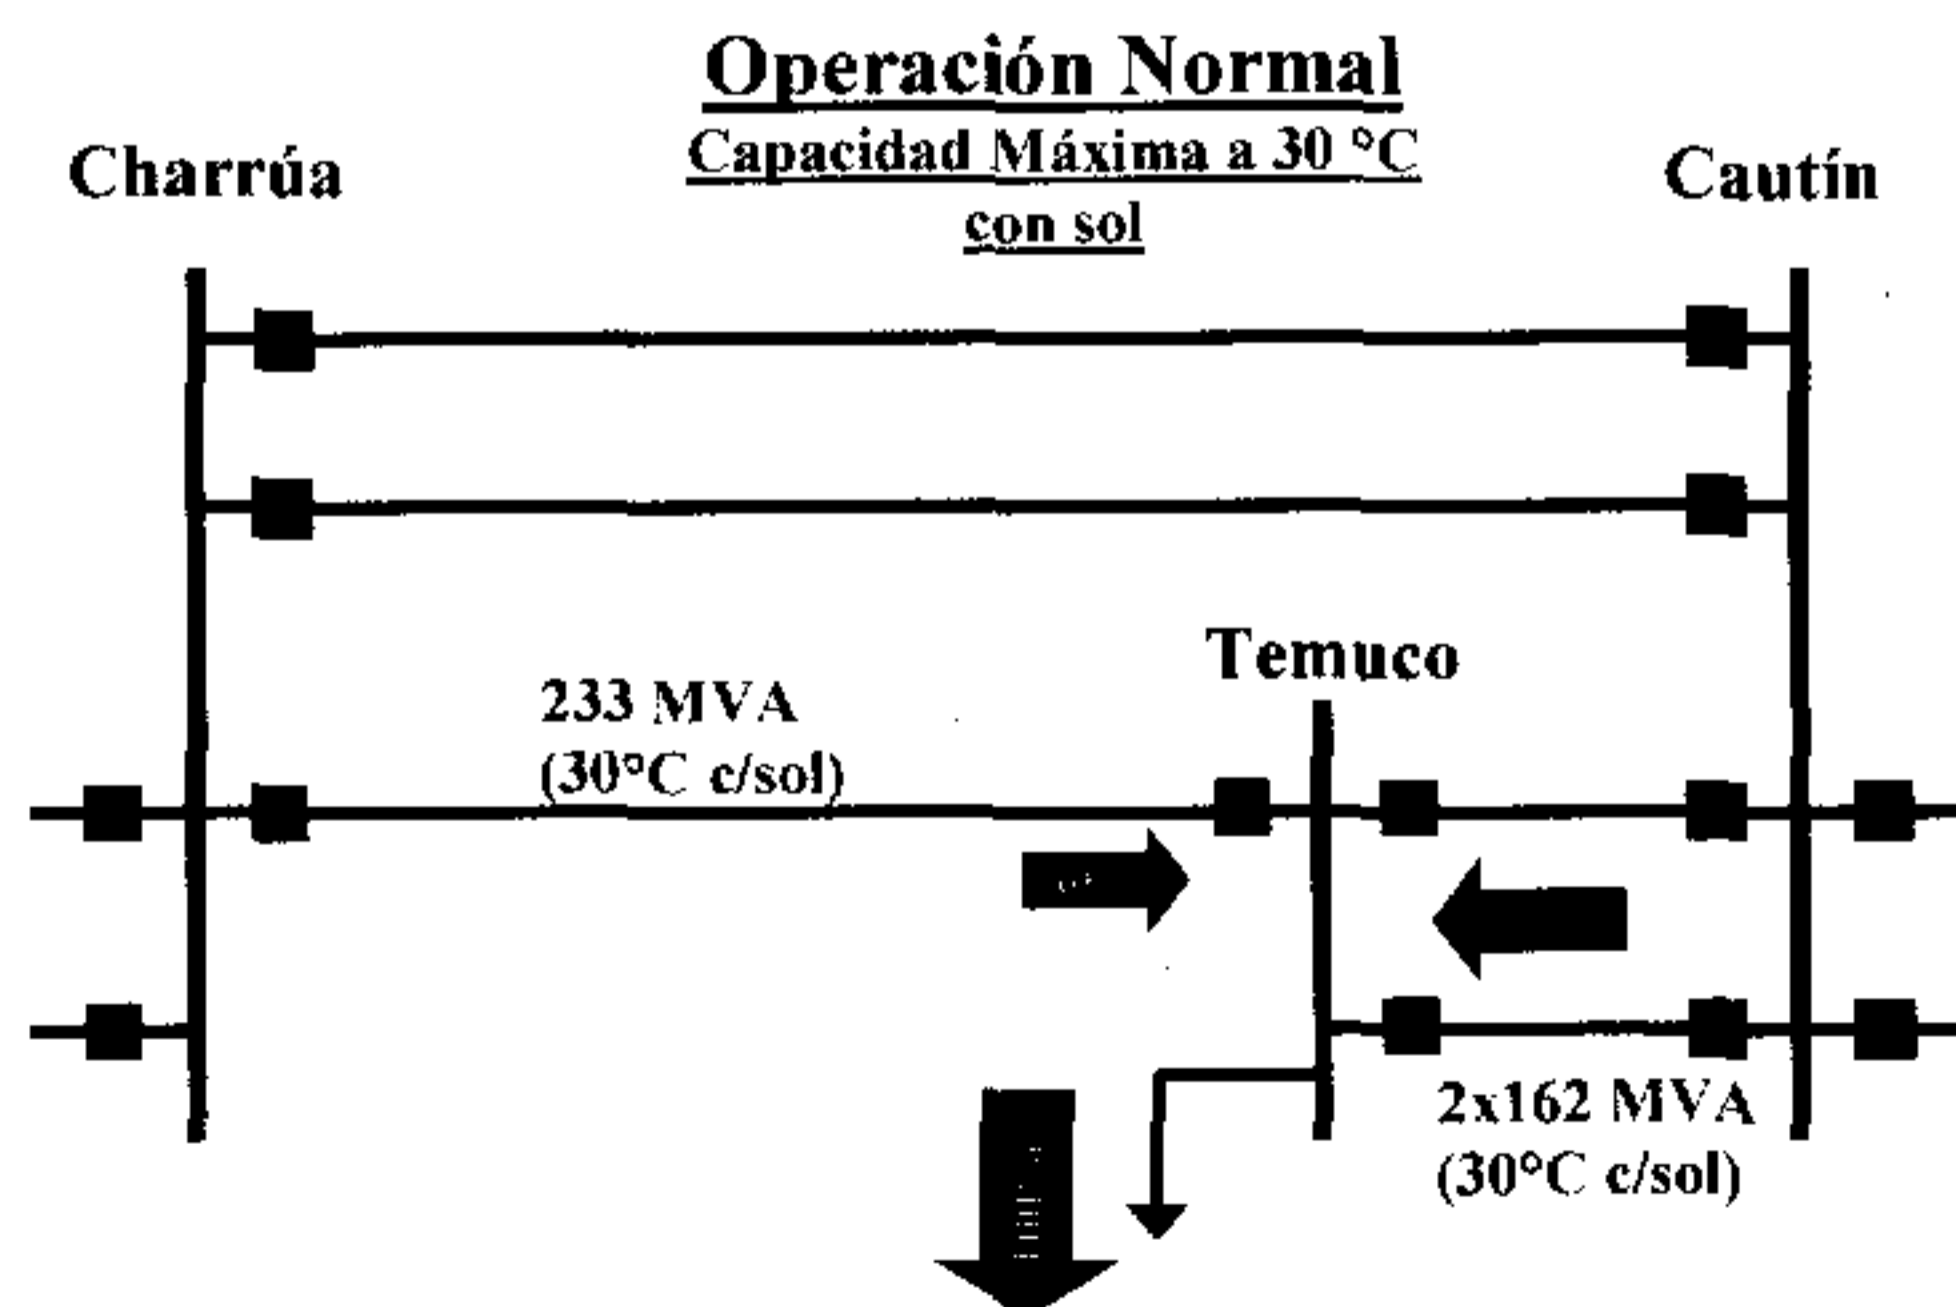 Operación Normal
Capacidad Máxima a 30 °C
con sol
Charrúa
Cautín
Temuco
233 MVA
(30°C c/sol)
2x162 MVA
(30°C c/sol)